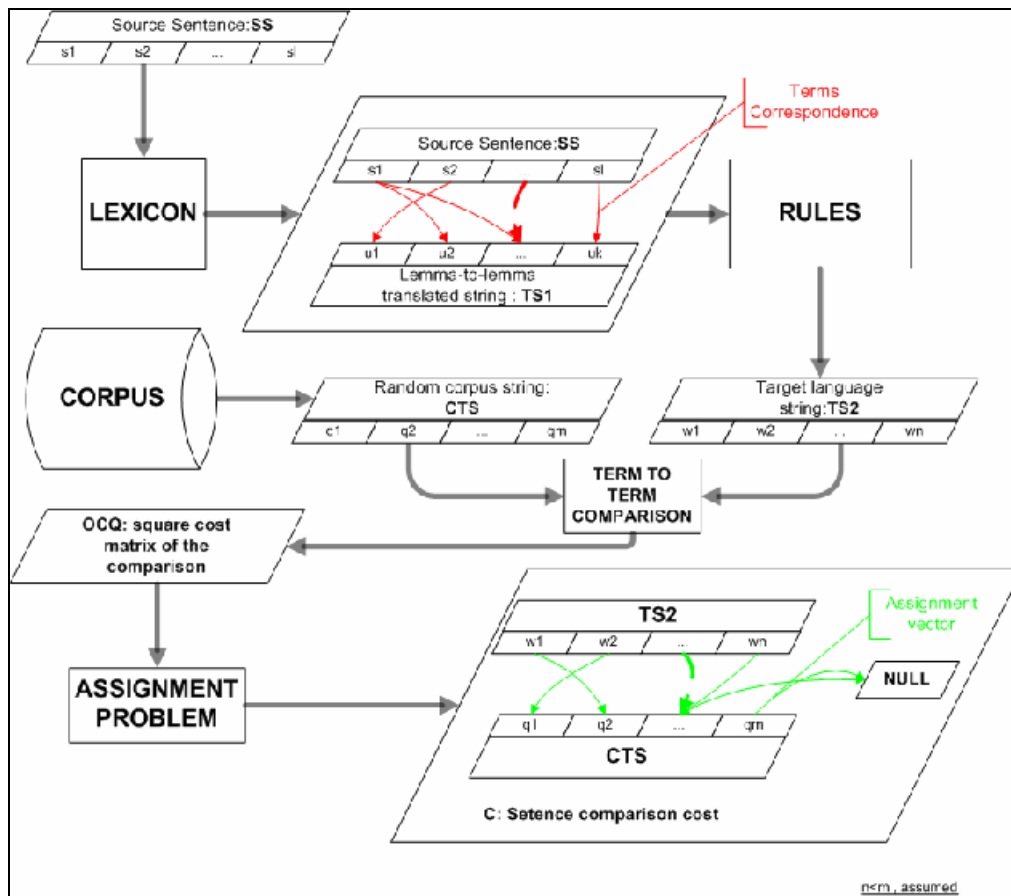 Source Sentence:SS
s1 s2 ... sl
Terms
Correspondence
Source Sentence:SS
s1 s2 ... sl
LEXICON
RULES
u1 u2 ... uk
Lemma-to-lemma
translated string : TS1
CORPUS
Random corpus string:
CTS
q1 q2 ... qm
Target language
string:TS2
w1 w2 ... wn
TERM TO
TERM
COMPARISON
OCQ: square cost
matrix of the
comparison
Assignment
vector
TS2
w1 w2 ... wn
NULL
ASSIGNMENT
PROBLEM
q1 q2 ... qm
CTS
C: Setence comparison cost
n<m , assumed